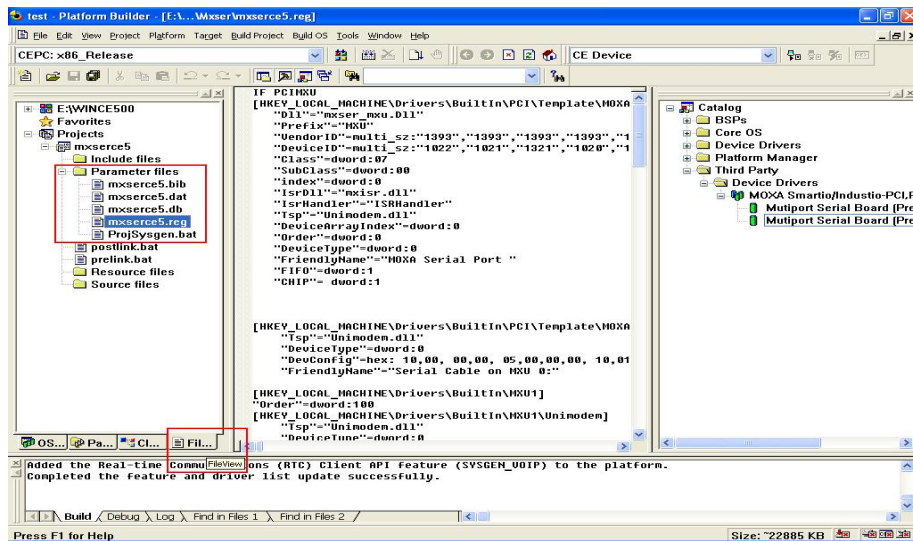 test - Platform Builder - [E:\...\Mxser\mxserce5.reg]
File Edit View Project Platform Target Build Project Build OS Tools Window Help
CEPC: x86_Release
CE Device
E:\WINCE500
Favorites
Projects
mxserce5
Include files
Parameter files
mxserce5.bib
mxserce5.dat
mxserce5.db
mxserce5.reg
ProjSysgen.bat
postlink.bat
prelink.bat
Resource files
Source files
OS...
Pa...
Cl...
Fil...
FileView
IF PCIMXU
[HKEY_LOCAL_MACHINE\Drivers\BuiltIn\PCI\Template\MOXA
"Dll"="mxser_mxu.Dll"
"Prefix"="MXU"
"VendorID"=multi_sz:"1393","1393","1393","1393","1
"DeviceID"=multi_sz:"1022","1021","1321","1020","1
"Class"=dword:07
"SubClass"=dword:00
"index"=dword:0
"IsrDll"="mxisr.dll"
"IsrHandler"="ISRHandler"
"Tsp"="Unimodem.dll"
"DeviceArrayIndex"=dword:0
"Order"=dword:0
"DeviceType"=dword:0
"FriendlyName"="MOXA Serial Port "
"FIFO"=dword:1
"CHIP"= dword:1
[HKEY_LOCAL_MACHINE\Drivers\BuiltIn\PCI\Template\MOXA
"Tsp"="Unimodem.dll"
"DeviceType"=dword:0
"DevConfig"=hex: 10,00, 00,00, 05,00,00,00, 10,01
"FriendlyName"="Serial Cable on MXU 0:"
[HKEY_LOCAL_MACHINE\Drivers\BuiltIn\MXU1]
"Order"=dword:100
[HKEY_LOCAL_MACHINE\Drivers\BuiltIn\MXU1\Unimodem]
"Tsp"="Unimodem.dll"
"DeviceType"=dword:0
Catalog
BSPs
Core OS
Device Drivers
Platform Manager
Third Party
Device Drivers
MOXA Smartio/Industio-PCI,F
Mutiport Serial Board (Pre
Mutiport Serial Board (Pre
Added the Real-time Commu ons (RTC) Client API feature (SYSGEN_VOIP) to the platform.
Completed the feature and driver list update successfully.
Build Debug Log Find in Files 1 Find in Files 2
Press F1 for Help
Size: ~22885 KB